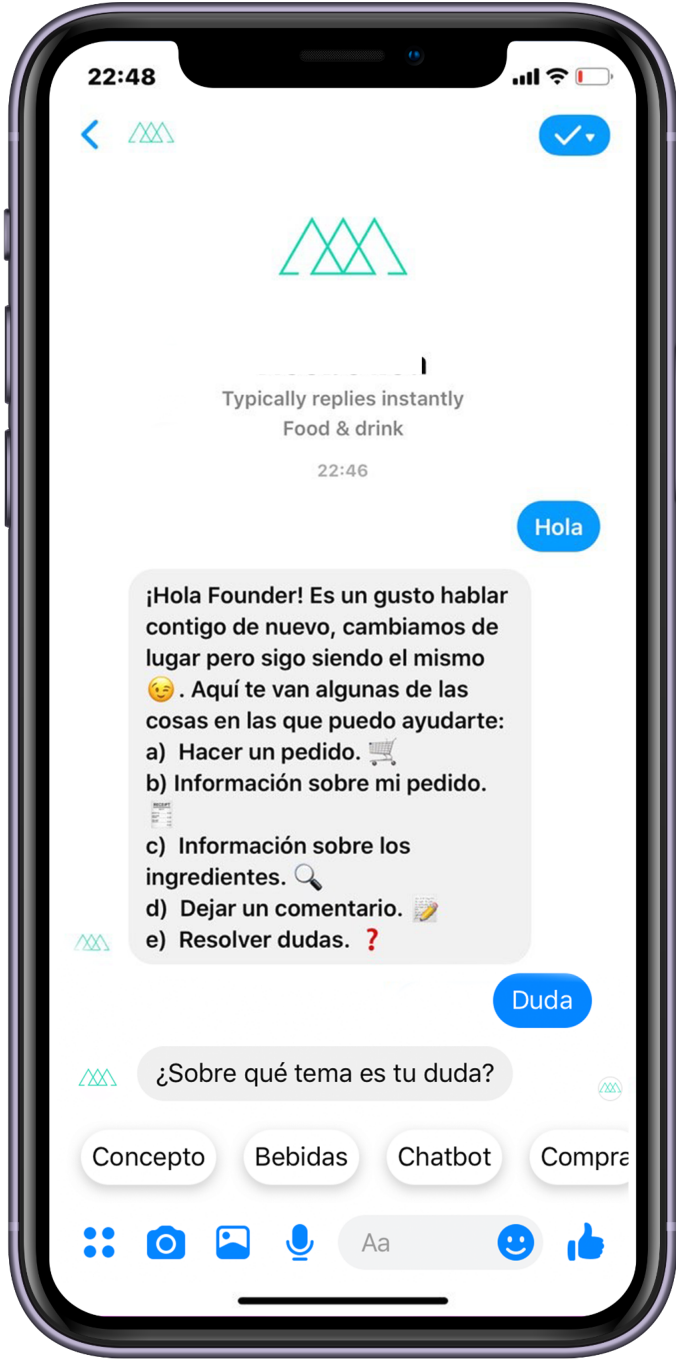 22:48
Typically replies instantly
Food & drink
22:46
Hola
¡Hola Founder! Es un gusto hablar
contigo de nuevo, cambiamos de
lugar pero sigo siendo el mismo
😉 . Aquí te van algunas de las
cosas en las que puedo ayudarte:
a) Hacer un pedido. 🛒
b) Información sobre mi pedido.
🧾
c) Información sobre los
ingredientes. 🔍
d) Dejar un comentario. 📝
e) Resolver dudas. ❓
Duda
¿Sobre qué tema es tu duda?
Concepto Bebidas Chatbot Compra
Aa